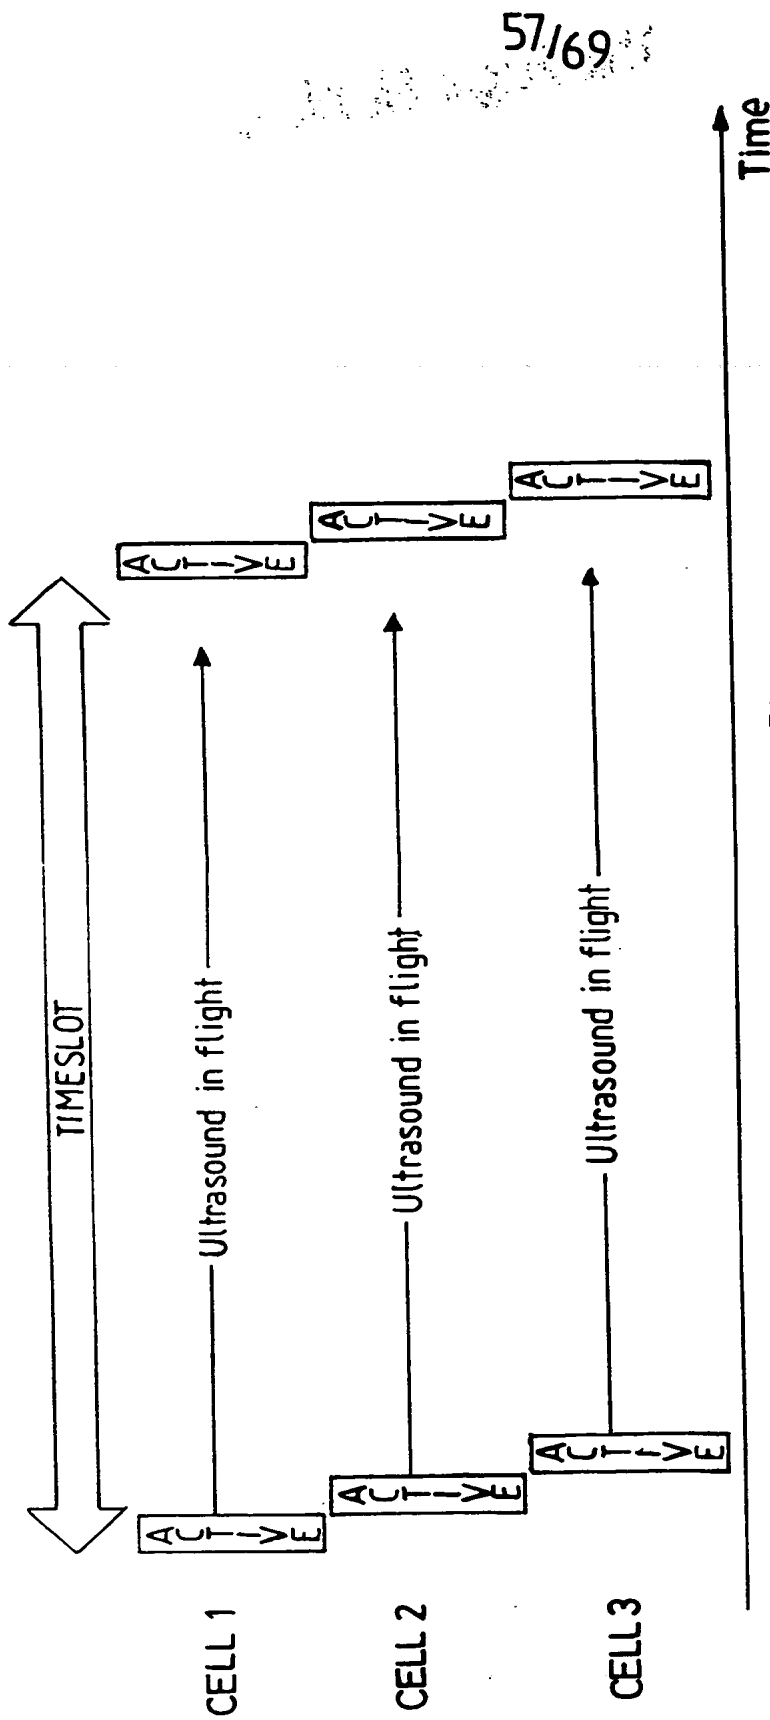 57/69
TIMESLOT
CELL 1
ACTIVE
Ultrasound in flight
ACTIVE
CELL 2
ACTIVE
Ultrasound in flight
ACTIVE
CELL 3
ACTIVE
Ultrasound in flight
ACTIVE
Time